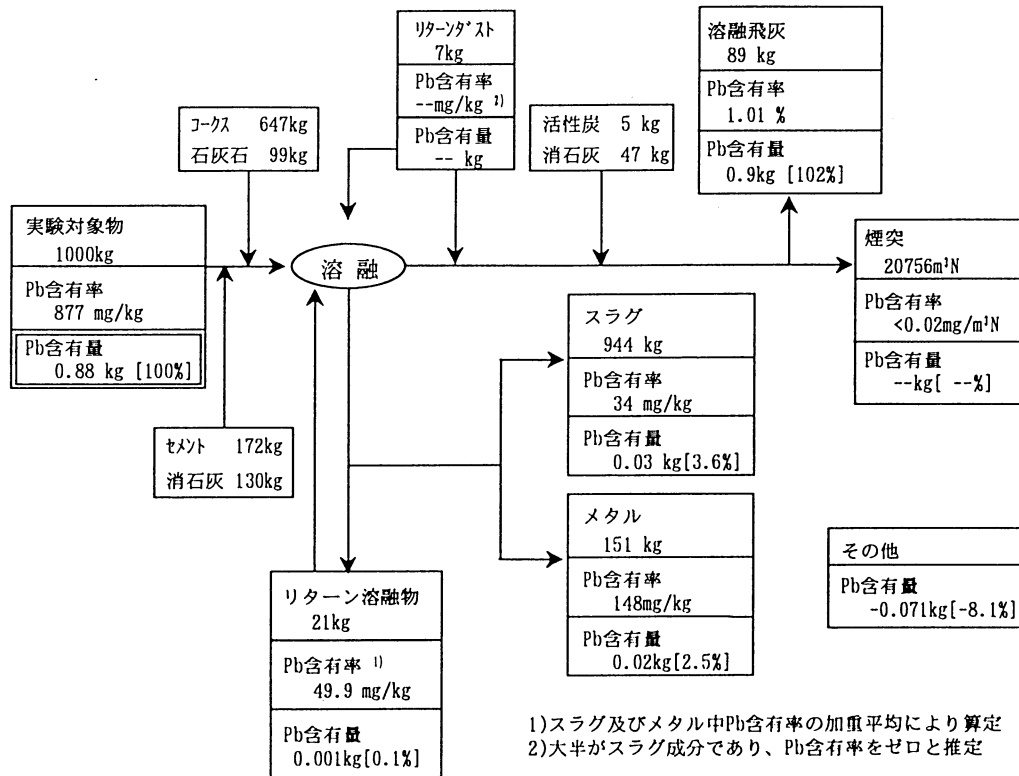 リターンダスト
7kg
Pb含有率
--mg/kg 2)
Pb含有量
-- kg
溶融飛灰
89 kg
Pb含有率
1.01 %
Pb含有量
0.9kg [102%]
コークス 647kg
石灰石 99kg
活性炭 5 kg
消石灰 47 kg
実験対象物
1000kg
Pb含有率
877 mg/kg
Pb含有量
0.88 kg [100%]
溶 融
煙突
20756m³N
Pb含有率
<0.02mg/m³N
Pb含有量
--kg[ --%]
スラグ
944 kg
Pb含有率
34 mg/kg
Pb含有量
0.03 kg[3.6%]
セメント 172kg
消石灰 130kg
メタル
151 kg
Pb含有率
148mg/kg
Pb含有量
0.02kg[2.5%]
その他
Pb含有量
-0.071kg[-8.1%]
リターン溶融物
21kg
Pb含有率 1)
49.9 mg/kg
Pb含有量
0.001kg[0.1%]
1)スラグ及びメタル中Pb含有率の加重平均により算定
2)大半がスラグ成分であり、Pb含有率をゼロと推定